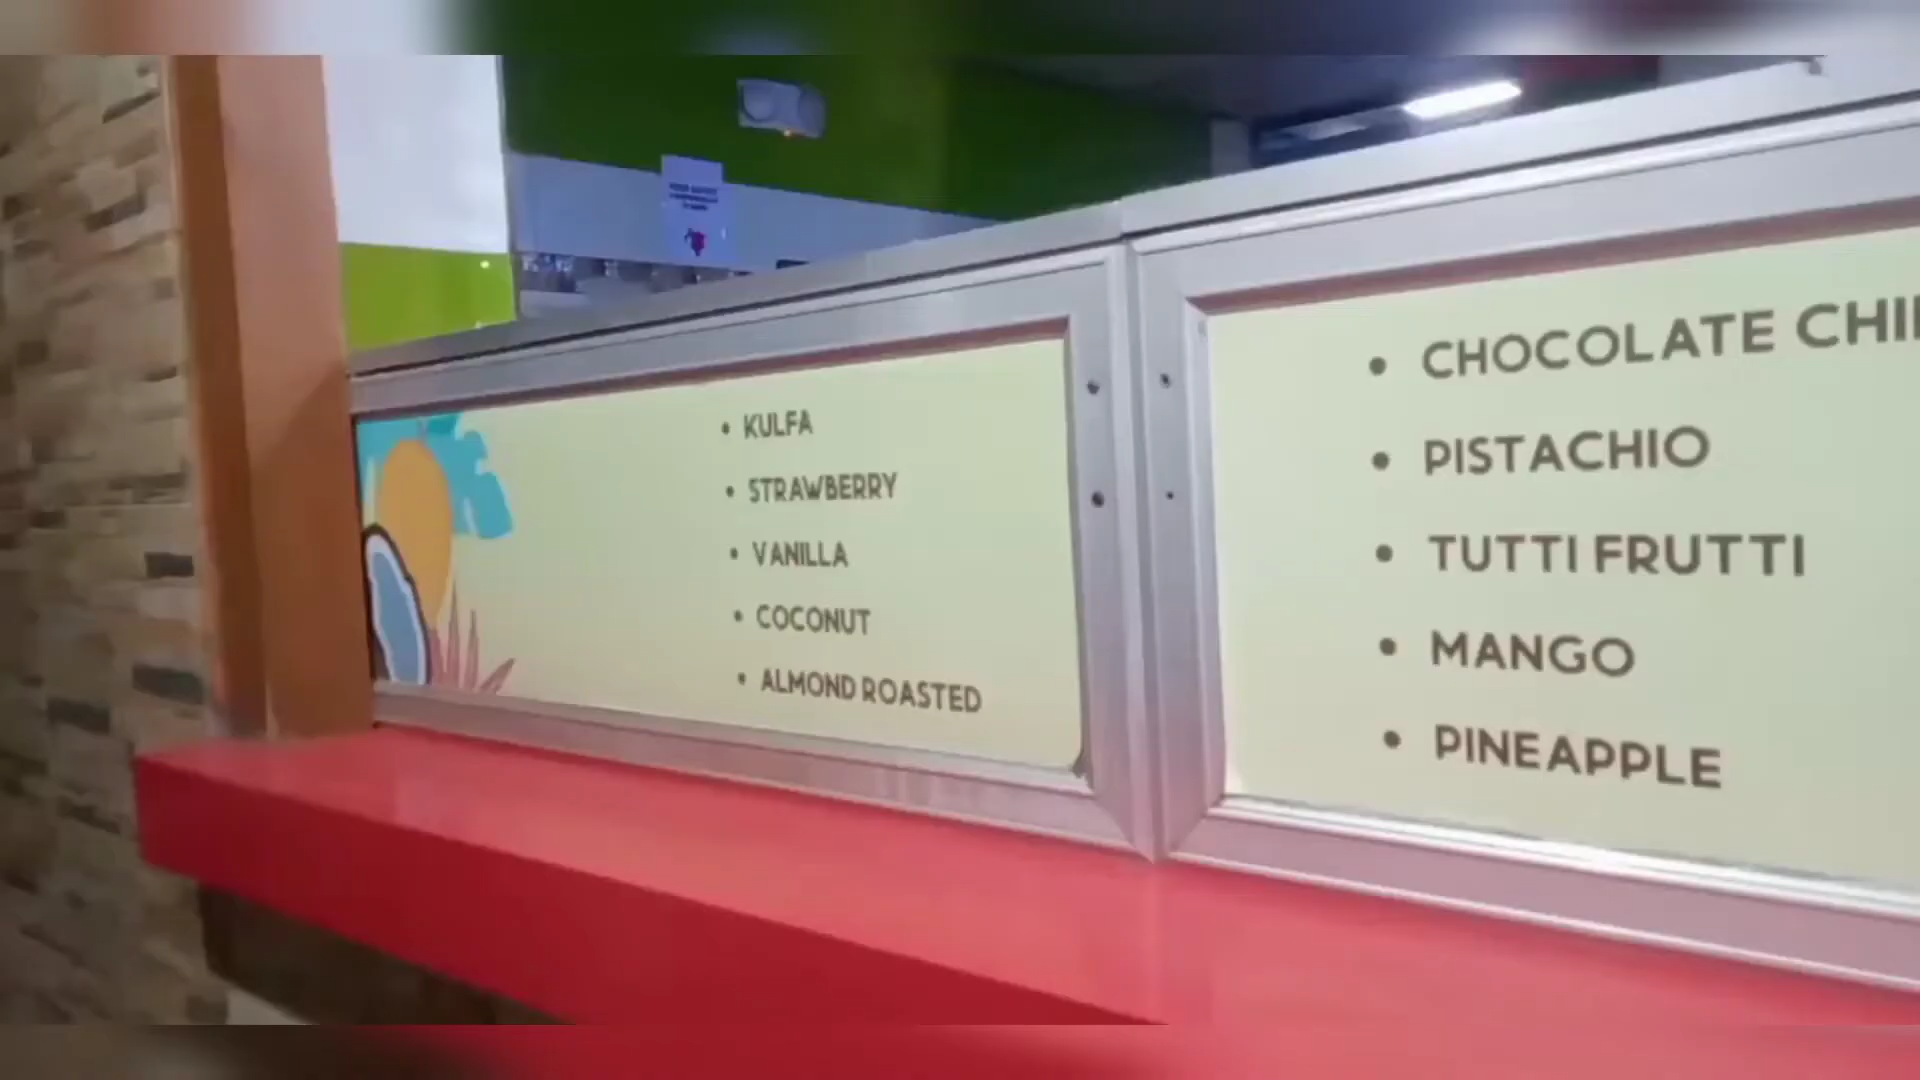 • KULFA
• STRAWBERRY
• VANILLA
• COCONUT
• ALMOND ROASTED
• CHOCOLATE CHI
• PISTACHIO
• TUTTI FRUTTI
• MANGO
• PINEAPPLE